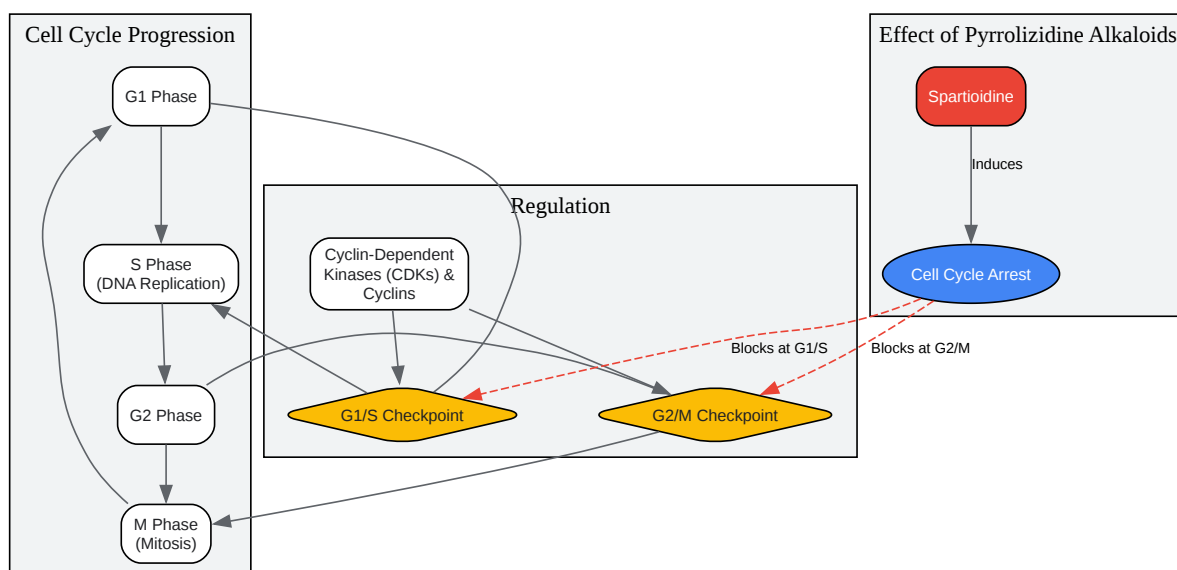 Cell Cycle Progression
G1 Phase
S Phase
(DNA Replication)
G2 Phase
M Phase
(Mitosis)
Regulation
Cyclin-Dependent
Kinases (CDKs) &
Cyclins
G1/S Checkpoint
G2/M Checkpoint
Effect of Pyrrolizidine Alkaloids
Spartioidine
Induces
Cell Cycle Arrest
Blocks at G1/S
Blocks at G2/M